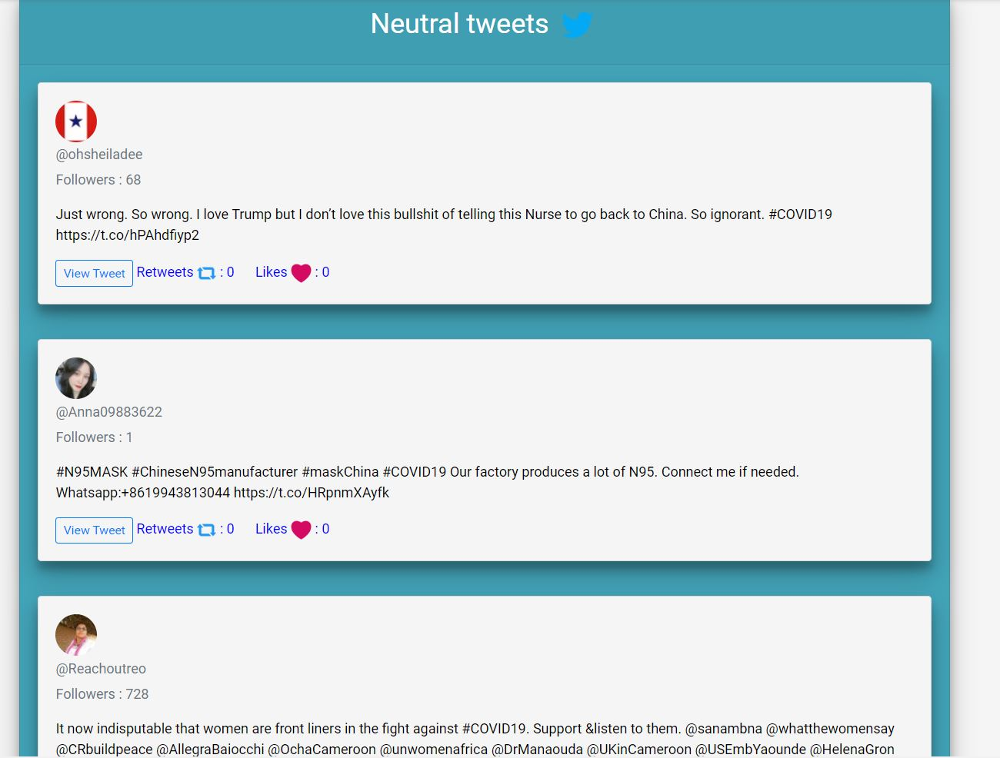 Neutral tweets
@ohsheiladee
Followers : 68
Just wrong. So wrong. I love Trump but I don’t love this bullshit of telling this Nurse to go back to China. So ignorant. #COVID19
https://t.co/hPAhdfiyp2
View Tweet Retweets : 0 Likes : 0
@Anna09883622
Followers : 1
#N95MASK #ChineseN95manufacturer #maskChina #COVID19 Our factory produces a lot of N95. Connect me if needed.
Whatsapp:+8619943813044 https://t.co/HRpnmXAyfk
View Tweet Retweets : 0 Likes : 0
@Reachoutreo
Followers : 728
It now indisputable that women are front liners in the fight against #COVID19. Support &listen to them. @sanambna @whatthewomensay
@CRbuildpeace @AllegraBaiocchi @OchaCameroon @unwomenafrica @DrManaouda @UKinCameroon @USEmbYaounde @HelenaGron